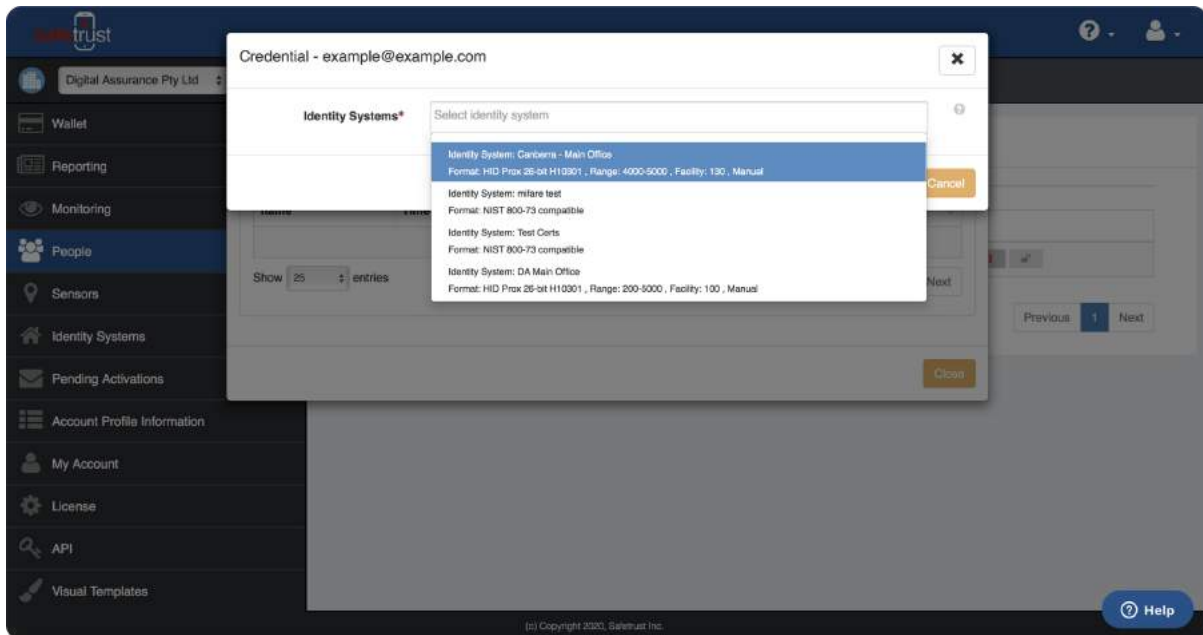 Safetrust
Digital Assurance Pty Ltd
Credential - example@example.com
Identity Systems*
Select identity system
Identity System: Canberra - Main Office
Format: HID Prox 26-bit H10301 , Range: 4000-5000 , Facility: 130 , Manual
Identity System: mifare test
Format: NIST 800-73 compatible
Identity System: Test Certs
Format: NIST 800-73 compatible
Identity System: DA Main Office
Format: HID Prox 26-bit H10301 , Range: 200-5000 , Facility: 100 , Manual
Cancel
Wallet
Reporting
Monitoring
People
Sensors
Identity Systems
Pending Activations
Account Profile Information
My Account
License
API
Visual Templates
name
Show 25 entries
Next
Previous 1 Next
Close
Help
(c) Copyright 2020, Safetrust Inc.